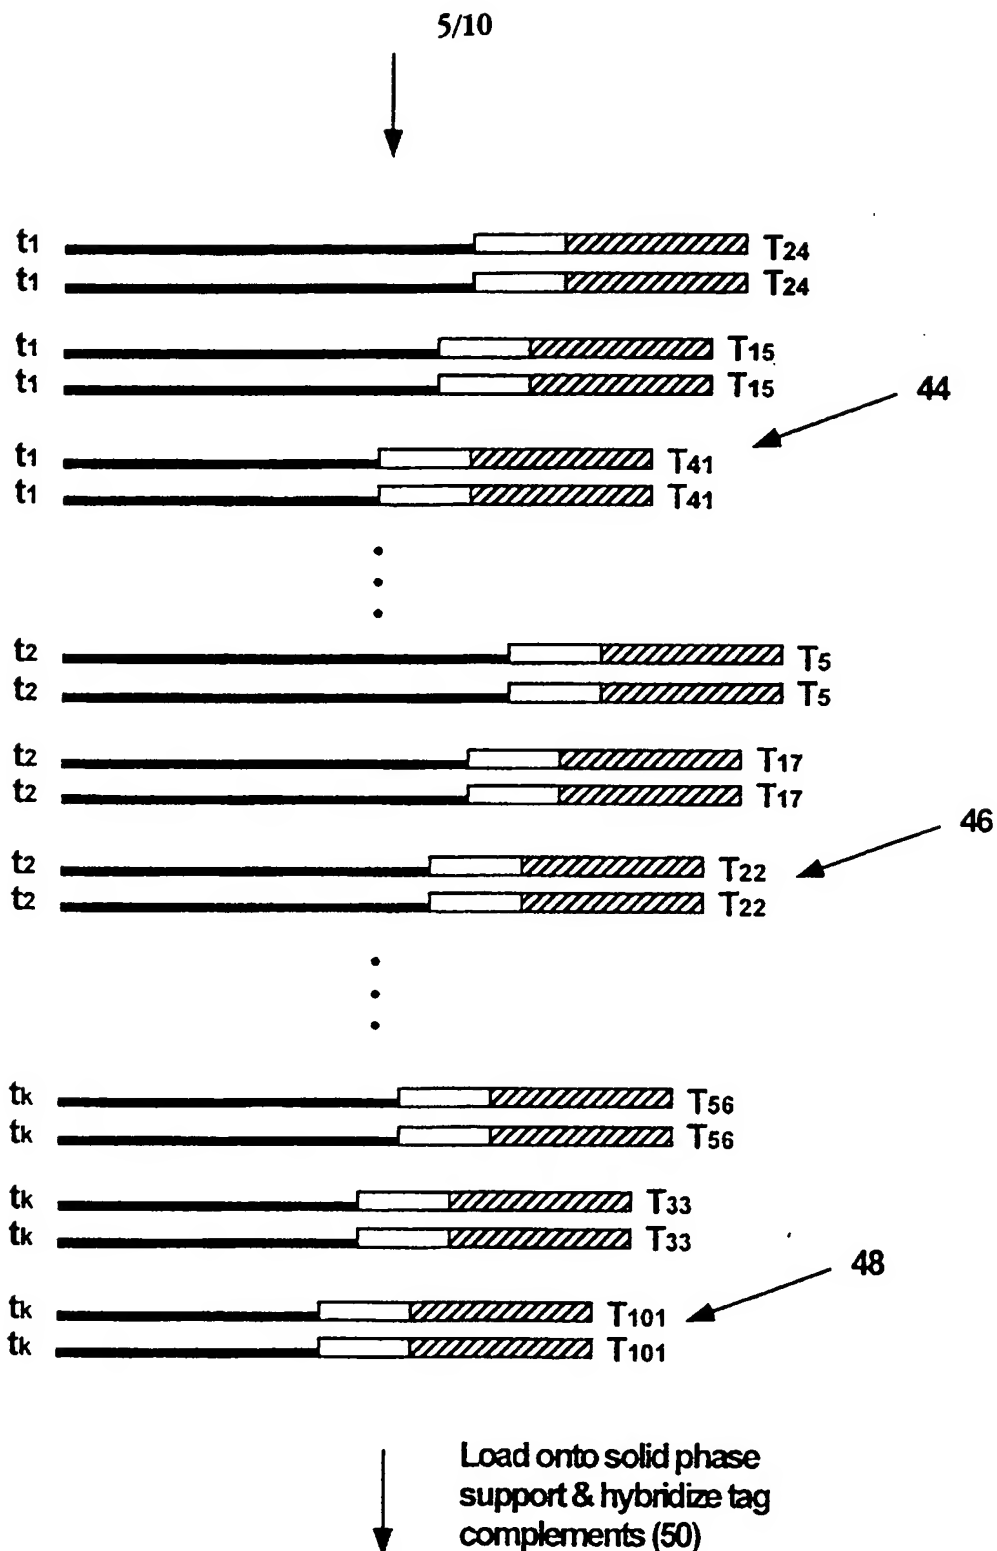 5/10
t1 T24
t1 T24
t1 T15
t1 T15
44
t1 T41
t1 T41
t2 T5
t2 T5
t2 T17
t2 T17
46
t2 T22
t2 T22
tk T56
tk T56
tk T33
tk T33
48
tk T101
tk T101
Load onto solid phase
support & hybridize tag
complements (50)